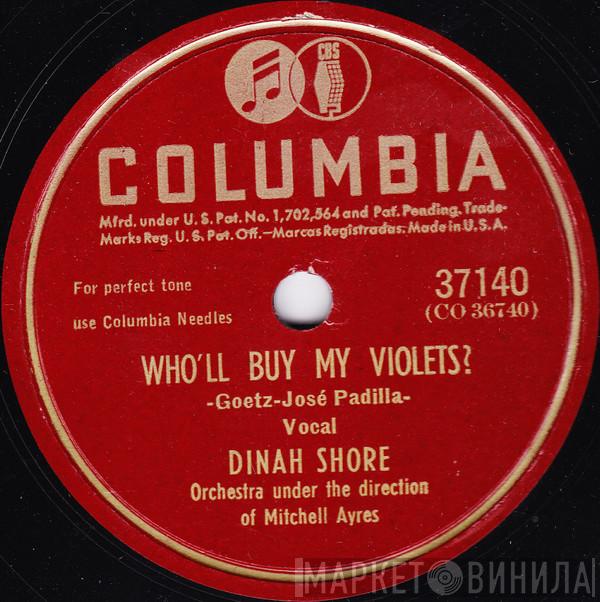 CBS
COLUMBIA
Mfrd. under U.S. Pat. No. 1,702,564 and Pat. Pending. Trade-
Marks Reg. U.S. Pat. Off.—Marcas Registradas. Made in U.S.A.
For perfect tone
use Columbia Needles
37140
(CO 36740)
WHO'LL BUY MY VIOLETS?
-Goetz-José Padilla-
Vocal
DINAH SHORE
Orchestra under the direction
of Mitchell Ayres
МАРКЕТ ВИНИЛА